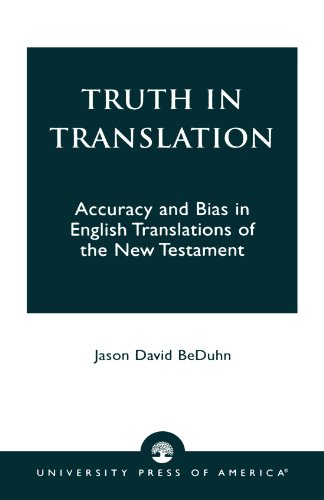 TRUTH IN
TRANSLATION
Accuracy and Bias in
English Translations of
the New Testament
Jason David BeDuhn
UNIVERSITY PRESS OF AMERICA®